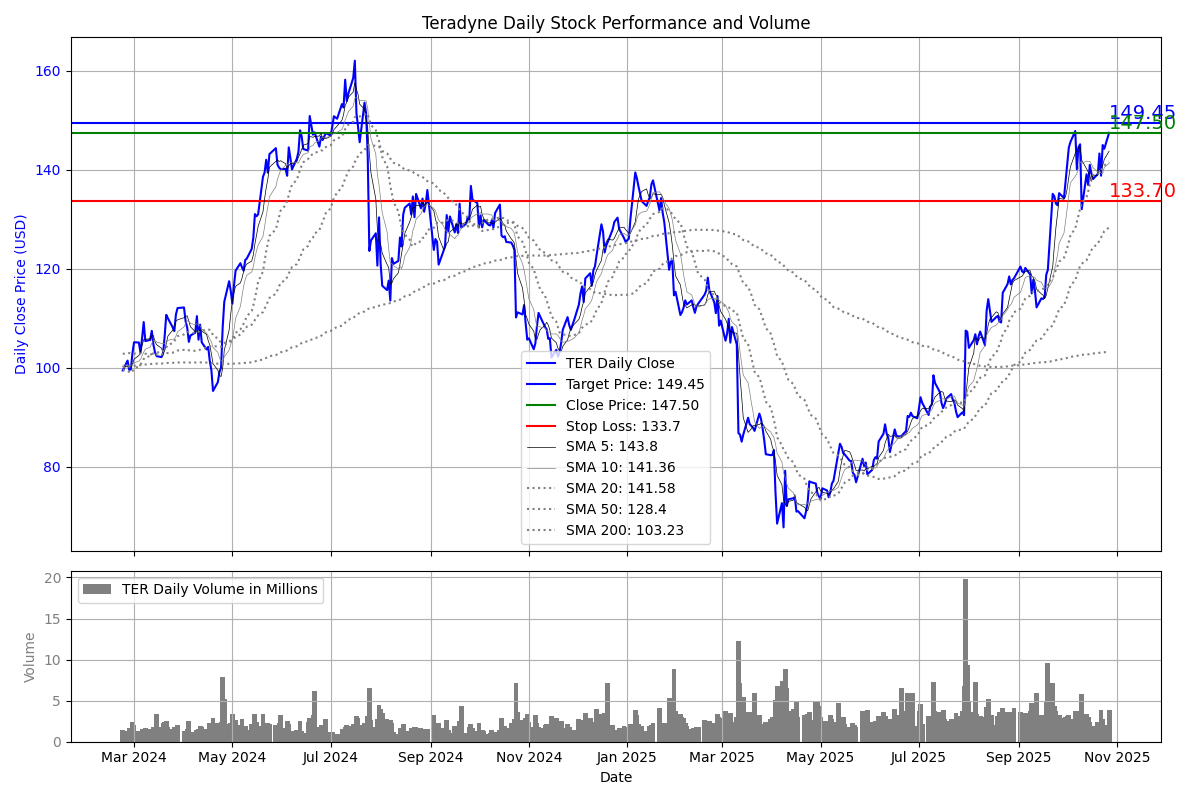 Teradyne Daily Stock Performance and Volume
Daily Close Price (USD)
160
140
120
100
80
149.45
147.50
133.70
TER Daily Close
Target Price: 149.45
Close Price: 147.50
Stop Loss: 133.7
SMA 5: 143.8
SMA 10: 141.36
SMA 20: 141.58
SMA 50: 128.4
SMA 200: 103.23
Volume
20
15
10
5
0
TER Daily Volume in Millions
Mar 2024 May 2024 Jul 2024 Sep 2024 Nov 2024 Jan 2025 Mar 2025 May 2025 Jul 2025 Sep 2025 Nov 2025
Date